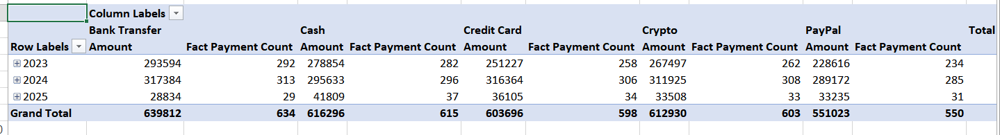 Column Labels
Bank Transfer Cash Credit Card Crypto PayPal Total
Row Labels Amount Fact Payment Count Amount Fact Payment Count Amount Fact Payment Count Amount Fact Payment Count Amount Fact Payment Count
2023 293594 292 278854 282 251227 258 267497 262 228616 234
2024 317384 313 295633 296 316364 306 311925 308 289172 285
2025 28834 29 41809 37 36105 34 33508 33 33235 31
Grand Total 639812 634 616296 615 603696 598 612930 603 551023 550